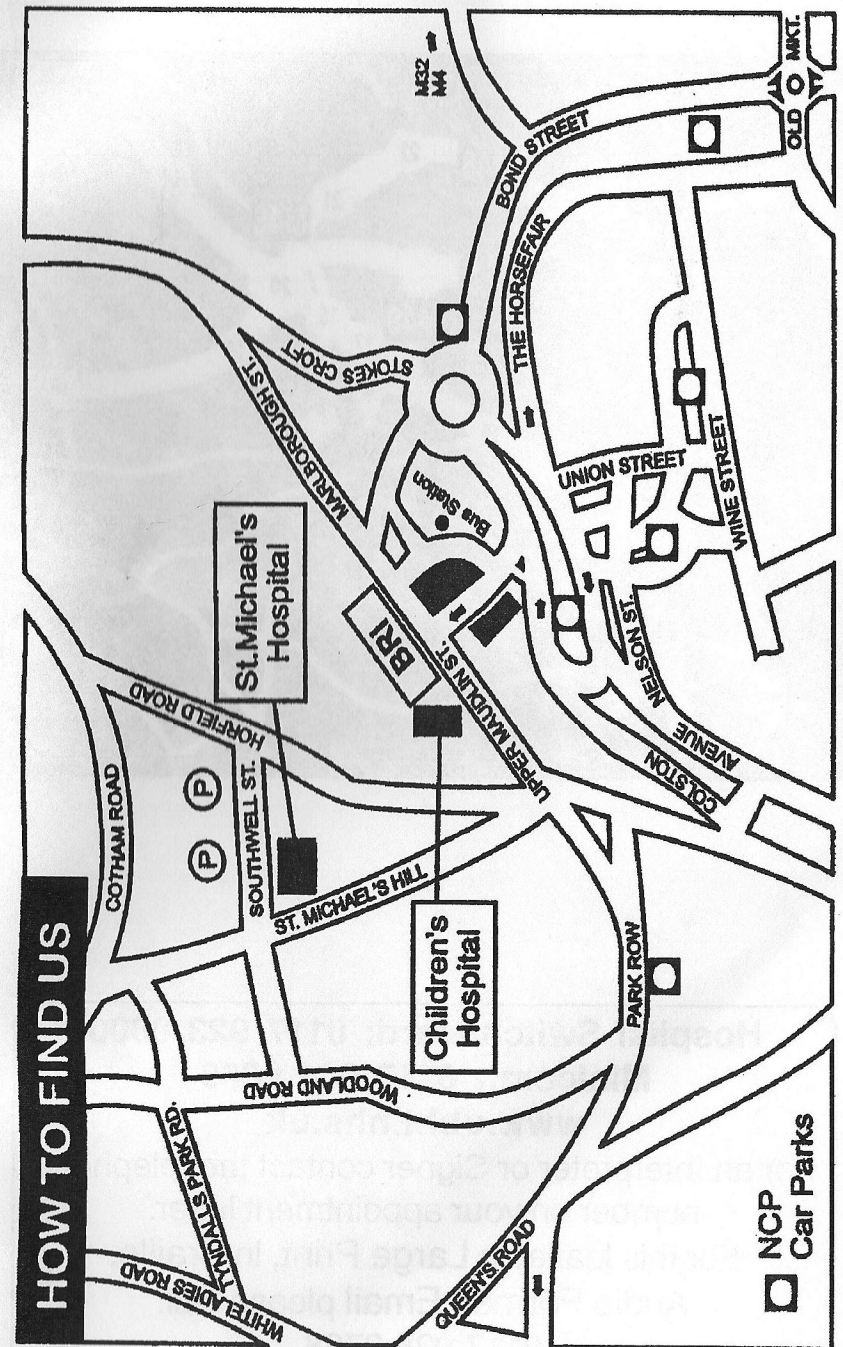 HOW TO FIND US
WHITELADIES ROAD
TYNDALLS PARK RD.
COTHAM ROAD
P
P
HORFIELD ROAD
SOUTHWELL ST.
St.Michael's
Hospital
ST. MICHAEL'S HILL
WOODLAND ROAD
Children's
Hospital
BRI
MARLBOROUGH ST.
STOKES CROFT
UPPER MAUDLIN ST.
Bus Station
M32
M4
BOND STREET
THE HORSEFAIR
UNION STREET
NELSON ST.
COLSTON
AVENUE
WINE STREET
OLD MKT.
PARK ROW
QUEEN'S ROAD
NCP
Car Parks